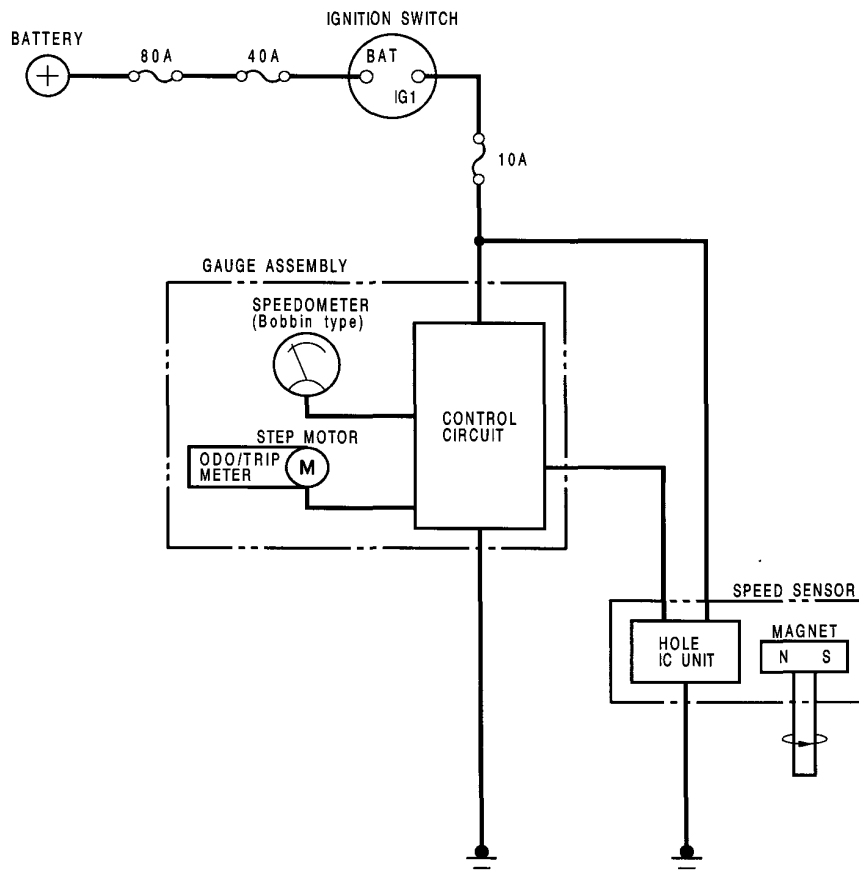 IGNITION SWITCH
BATTERY
80A
40A
BAT
IG1
10A
GAUGE ASSEMBLY
SPEEDOMETER
(Bobbin type)
CONTROL
CIRCUIT
STEP MOTOR
ODO/TRIP
METER
M
SPEED SENSOR
HOLE
IC UNIT
MAGNET
N S